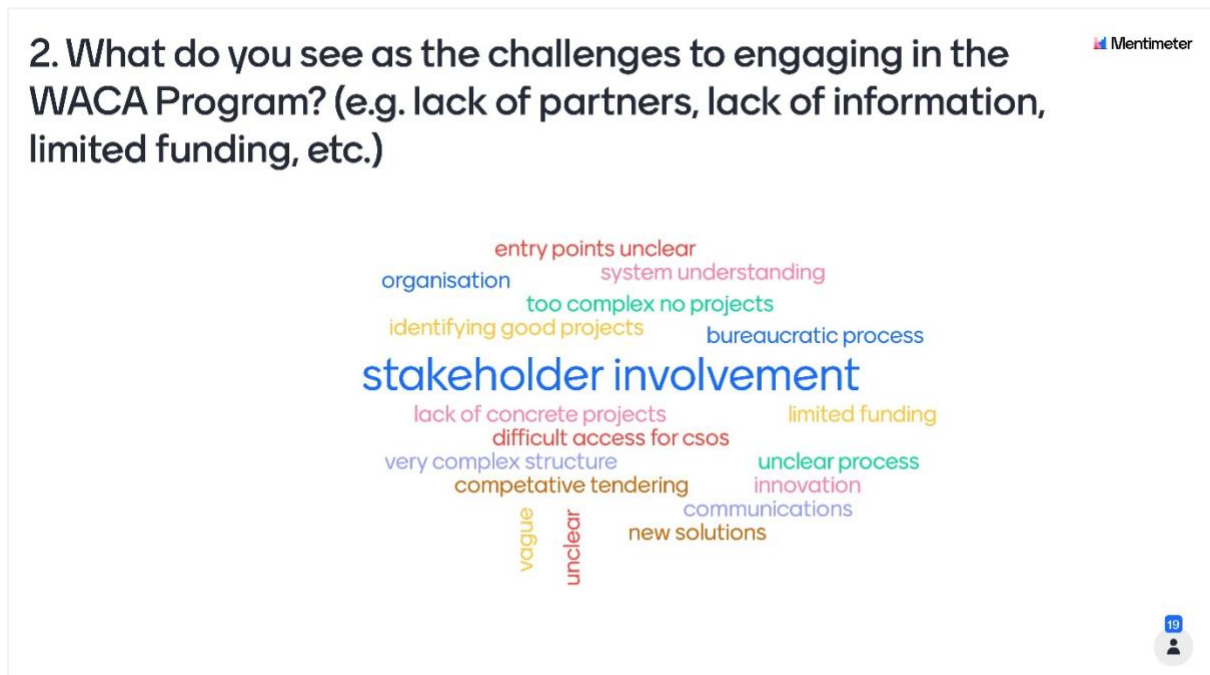 2. What do you see as the challenges to engaging in the
WACA Program? (e.g. lack of partners, lack of information,
limited funding, etc.)
Mentimeter
entry points unclear
system understanding
organisation
too complex no projects
identifying good projects
bureaucratic process
stakeholder involvement
lack of concrete projects
limited funding
difficult access for csos
very complex structure
unclear process
competative tendering
innovation
communications
vague
unclear
new solutions
19